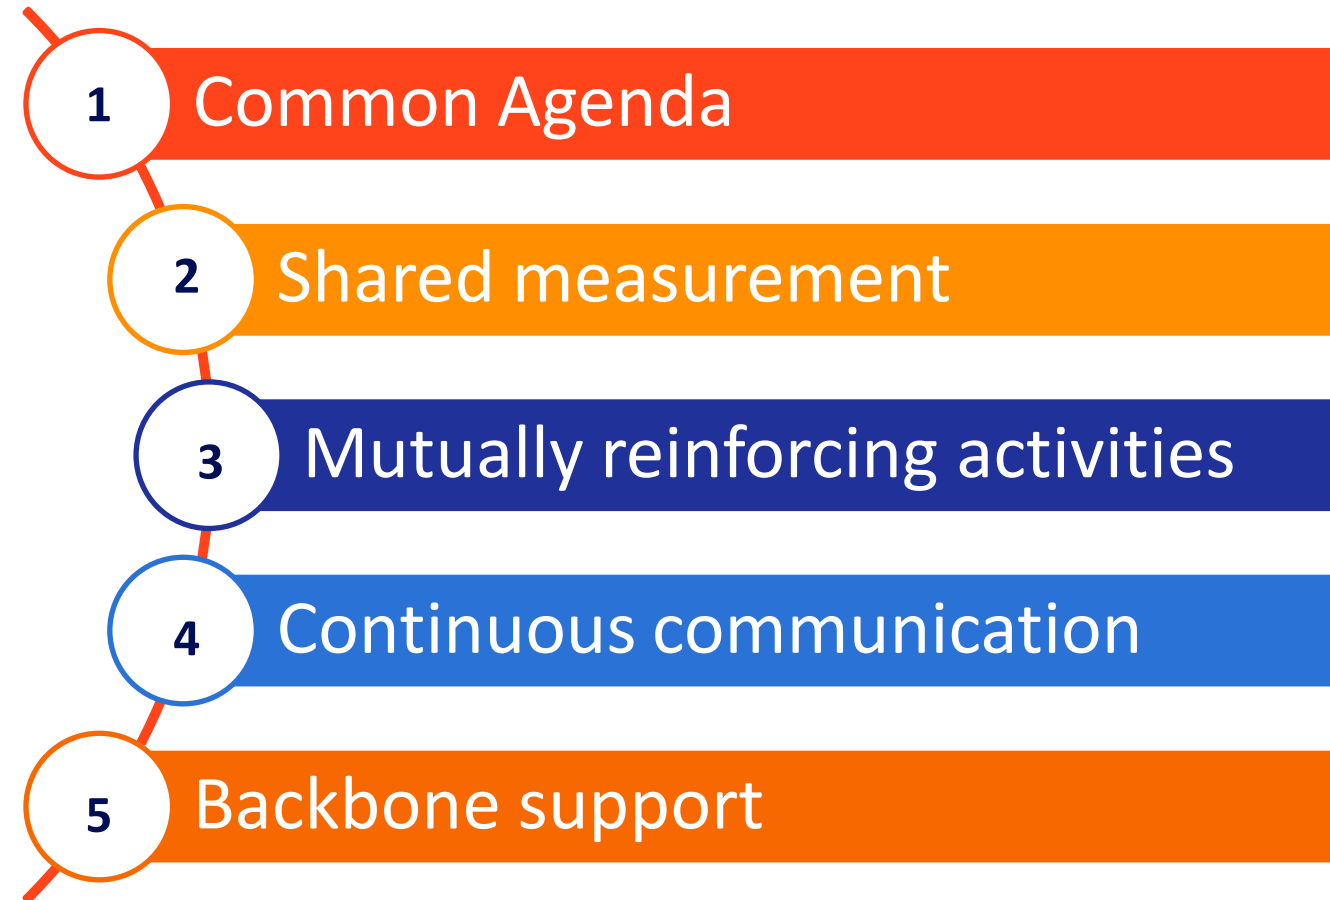 1 Common Agenda
2 Shared measurement
3 Mutually reinforcing activities
4 Continuous communication
5 Backbone support